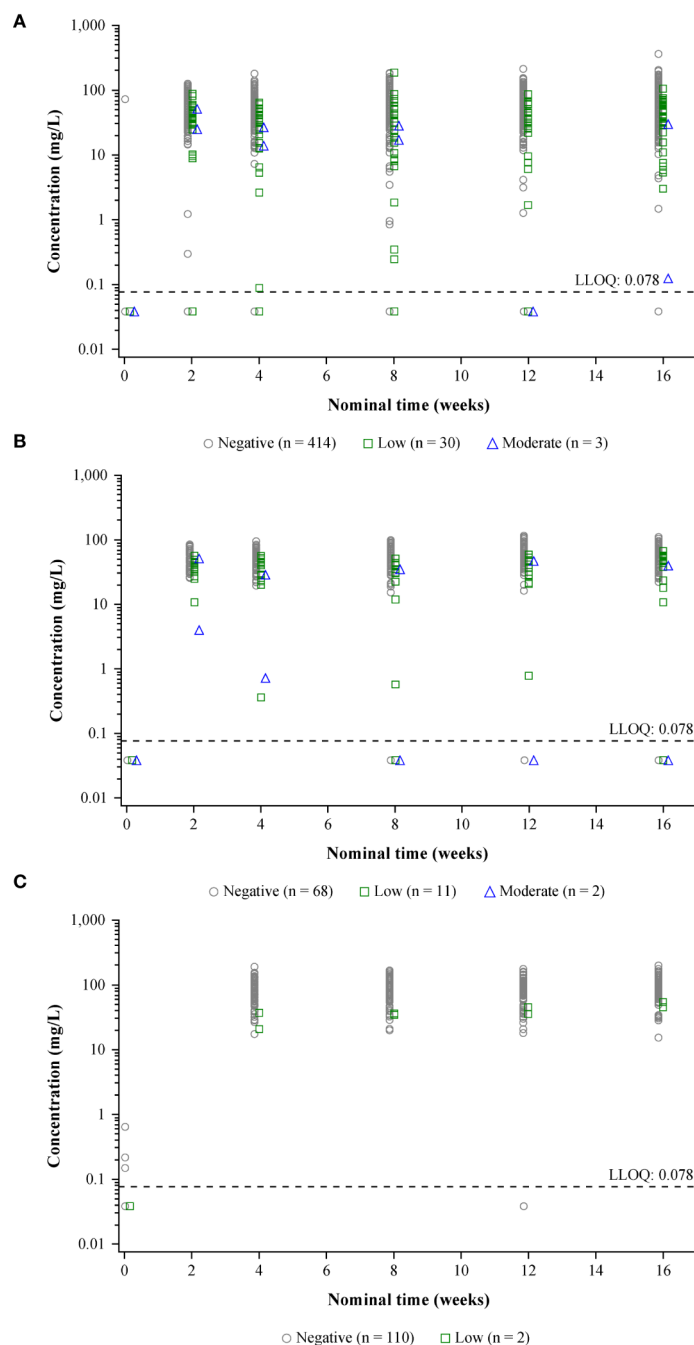 A
1,000
100
10
1
0.1
0.01
Concentration (mg/L)
LLOQ: 0.078
0 2 4 6 8 10 12 14 16
Nominal time (weeks)
Negative (n = 414) Low (n = 30) Moderate (n = 3)
B
1,000
100
10
1
0.1
0.01
Concentration (mg/L)
LLOQ: 0.078
0 2 4 6 8 10 12 14 16
Nominal time (weeks)
Negative (n = 68) Low (n = 11) Moderate (n = 2)
C
1,000
100
10
1
0.1
0.01
Concentration (mg/L)
LLOQ: 0.078
0 2 4 6 8 10 12 14 16
Nominal time (weeks)
Negative (n = 110) Low (n = 2)